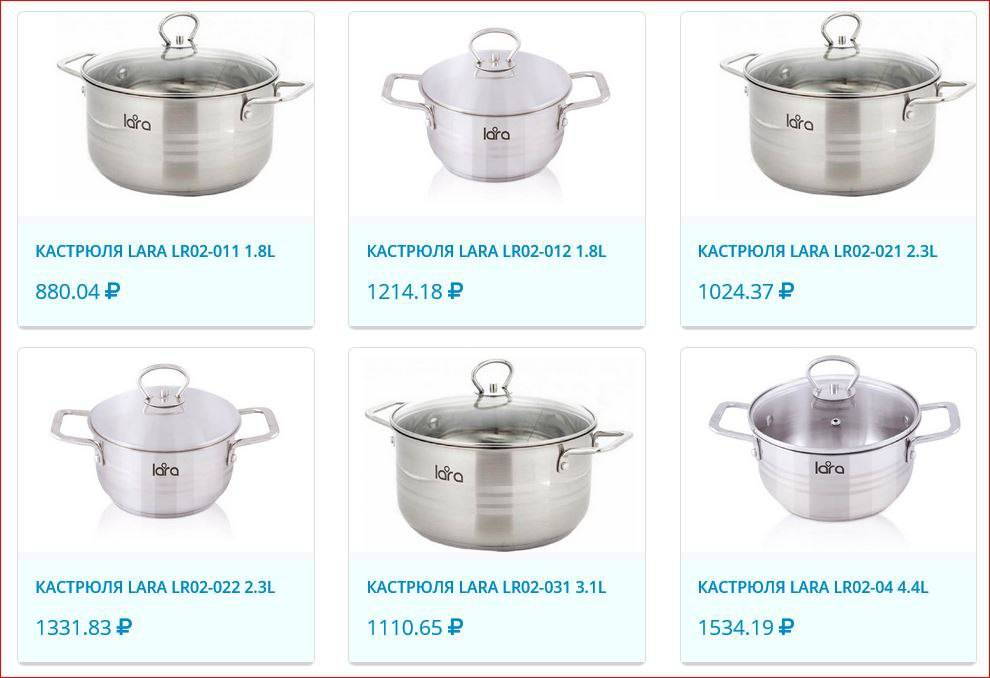 lara
lara
lara
КАСТРЮЛЯ LARA LR02-011 1.8L
КАСТРЮЛЯ LARA LR02-012 1.8L
КАСТРЮЛЯ LARA LR02-021 2.3L
880.04 ₽
1214.18 ₽
1024.37 ₽
lara
lara
lara
КАСТРЮЛЯ LARA LR02-022 2.3L
КАСТРЮЛЯ LARA LR02-031 3.1L
КАСТРЮЛЯ LARA LR02-04 4.4L
1331.83 ₽
1110.65 ₽
1534.19 ₽